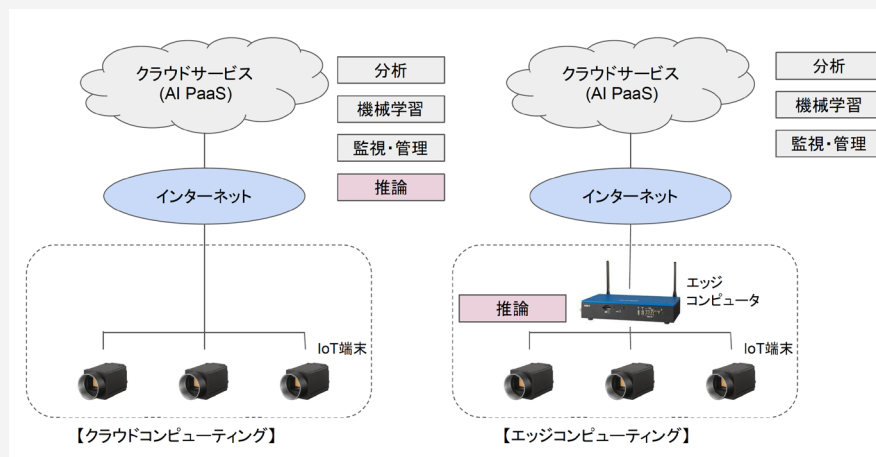 クラウドサービス
(AI PaaS)
分析
機械学習
監視・管理
推論
インターネット
IoT端末
【クラウドコンピューティング】
クラウドサービス
(AI PaaS)
分析
機械学習
監視・管理
インターネット
推論
エッジ
コンピュータ
IoT端末
【エッジコンピューティング】